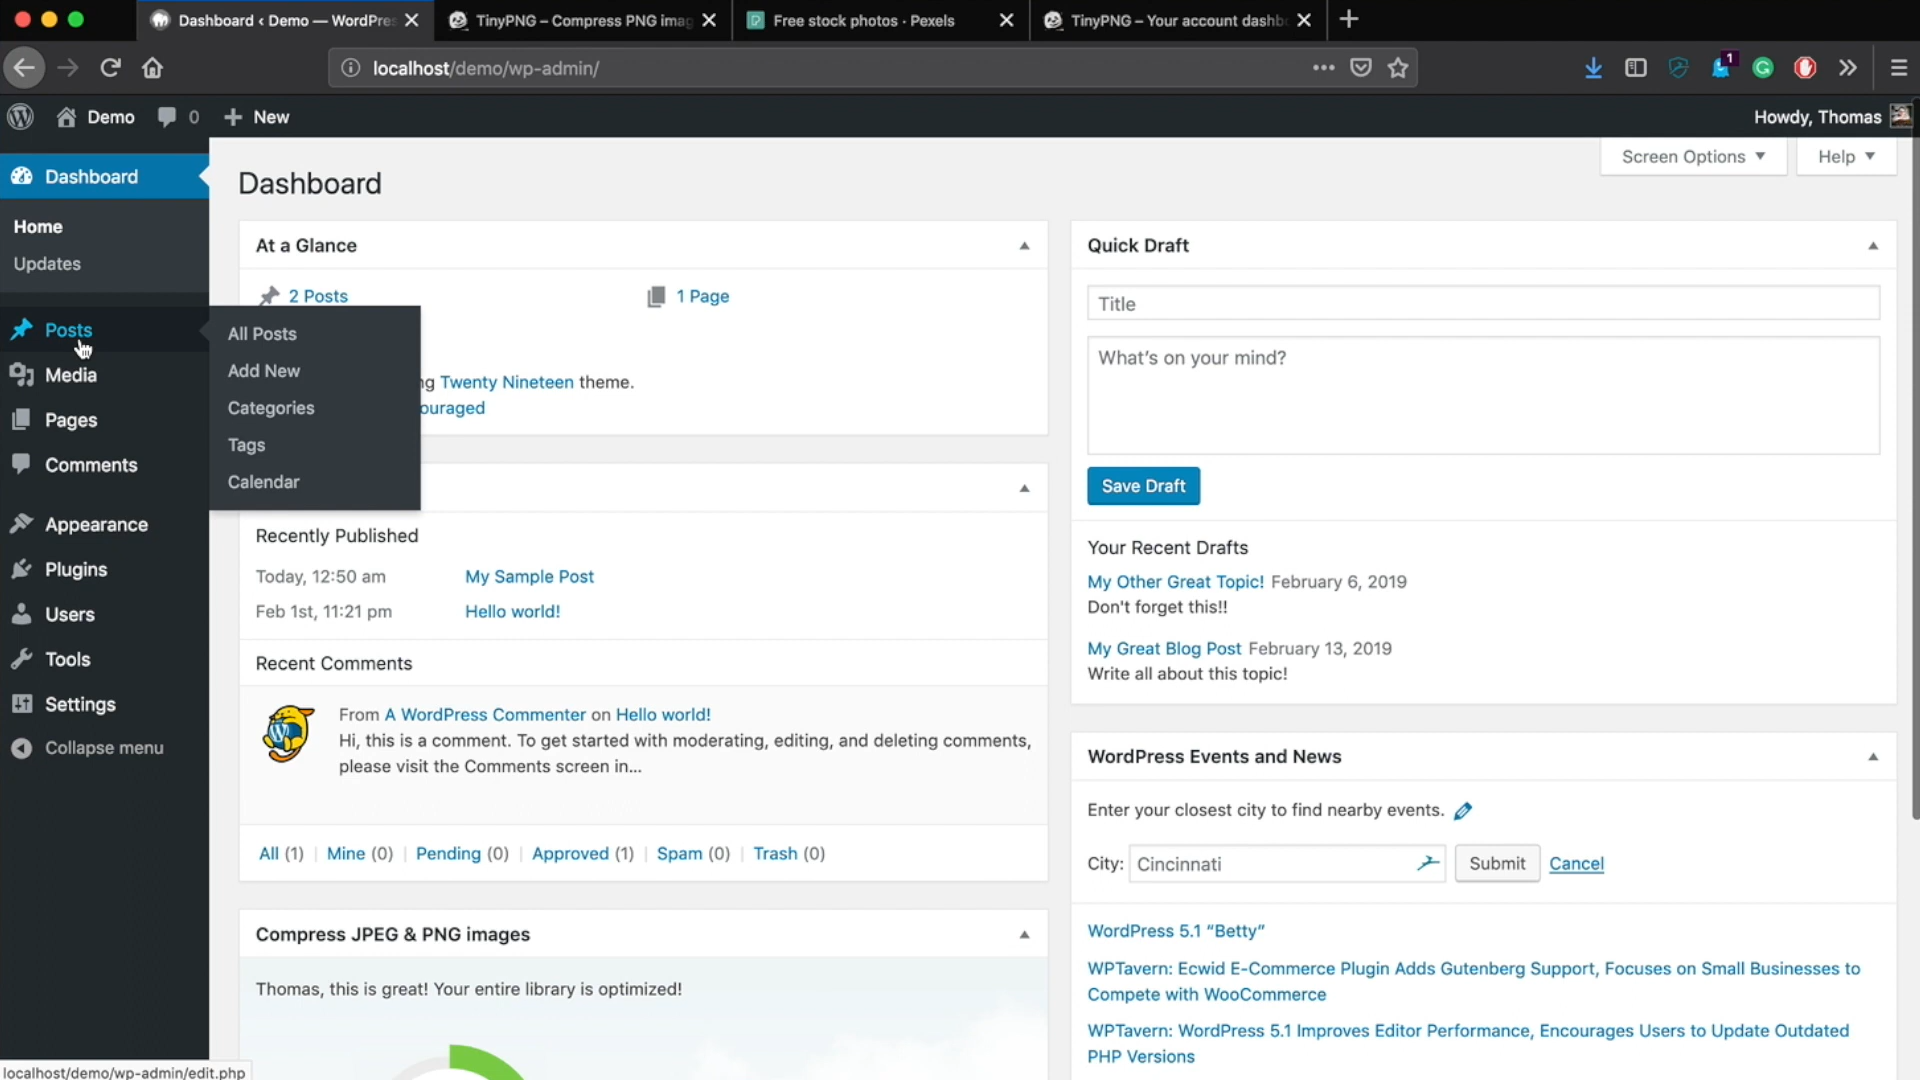 Dashboard ‹ Demo — WordPres
TinyPNG – Compress PNG imag
Free stock photos · Pexels
TinyPNG – Your account dashb
localhost/demo/wp-admin/
1
Demo
0
New
Howdy, Thomas
Dashboard
Home
Updates
Posts
Media
Pages
Comments
Appearance
Plugins
Users
Tools
Settings
Collapse menu
All Posts
Add New
Categories
Tags
Calendar
Screen Options
Help
Dashboard
At a Glance
2 Posts
1 Page
ng Twenty Nineteen theme.
ouraged
Recently Published
Today, 12:50 am My Sample Post
Feb 1st, 11:21 pm Hello world!
Recent Comments
From A WordPress Commenter on Hello world!
Hi, this is a comment. To get started with moderating, editing, and deleting comments,
please visit the Comments screen in...
All (1) | Mine (0) | Pending (0) | Approved (1) | Spam (0) | Trash (0)
Compress JPEG & PNG images
Thomas, this is great! Your entire library is optimized!
Quick Draft
Title
What’s on your mind?
Save Draft
Your Recent Drafts
My Other Great Topic! February 6, 2019
Don't forget this!!
My Great Blog Post February 13, 2019
Write all about this topic!
WordPress Events and News
Enter your closest city to find nearby events.
City: Cincinnati Submit Cancel
WordPress 5.1 “Betty”
WPTavern: Ecwid E-Commerce Plugin Adds Gutenberg Support, Focuses on Small Businesses to
Compete with WooCommerce
WPTavern: WordPress 5.1 Improves Editor Performance, Encourages Users to Update Outdated
PHP Versions
localhost/demo/wp-admin/edit.php